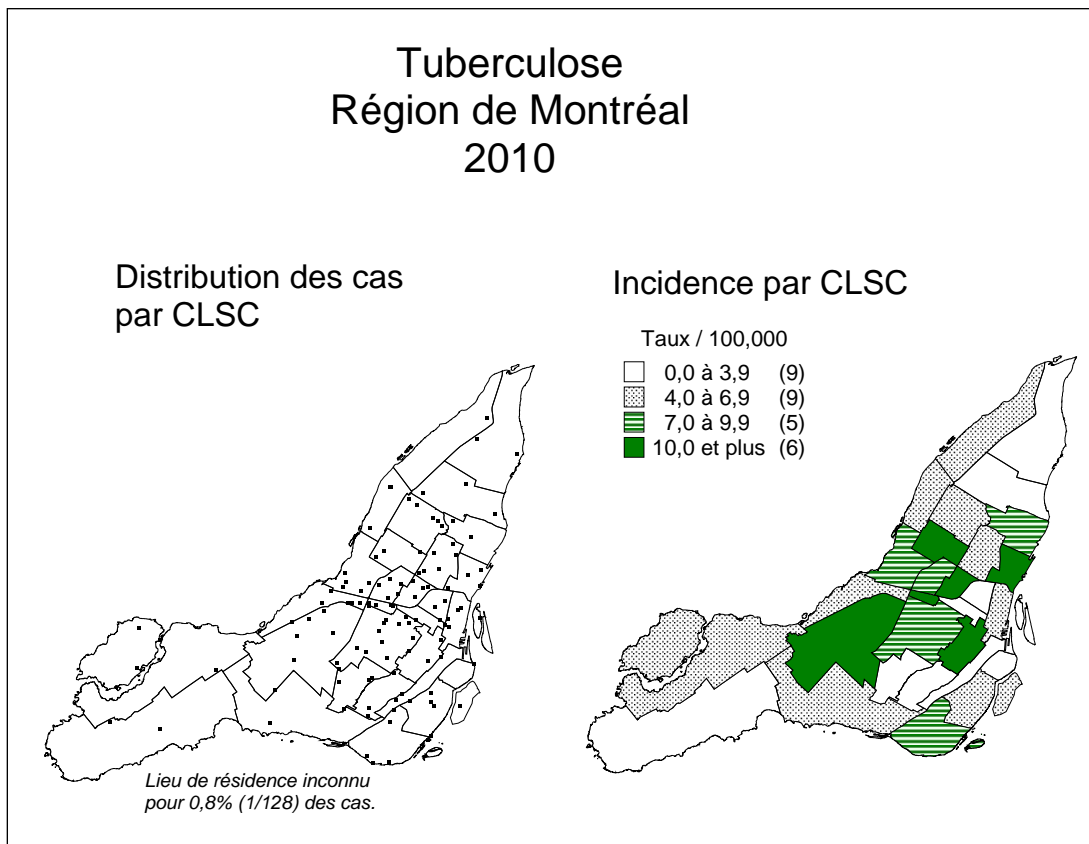 Tuberculose
Région de Montréal
2010
Distribution des cas
par CLSC
Incidence par CLSC
Taux / 100,000
0,0 à 3,9 (9)
4,0 à 6,9 (9)
7,0 à 9,9 (5)
10,0 et plus (6)
Lieu de résidence inconnu
pour 0,8% (1/128) des cas.